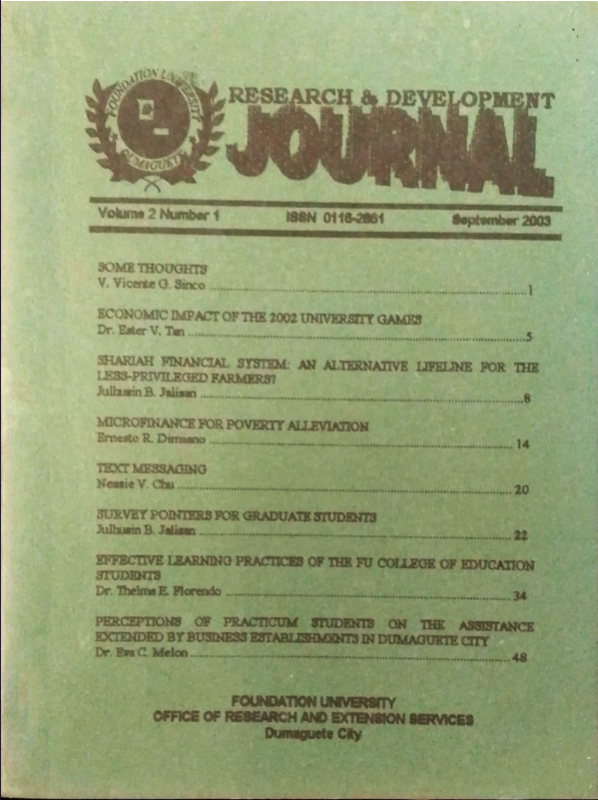 FOUNDATION UNIVERSITY
DUMAGUETE
RESEARCH & DEVELOPMENT
JOURNAL
Volume 2 Number 1 ISSN 0116-2861 September 2003
SOME THOUGHTS
V. Vicente G. Sinco 1
ECONOMIC IMPACT OF THE 2002 UNIVERSITY GAMES
Dr. Ester V. Tan 5
SHARIAH FINANCIAL SYSTEM: AN ALTERNATIVE LIFELINE FOR THE
LESS-PRIVILEGED FARMERS?
Julhusin B. Jalisan 8
MICROFINANCE FOR POVERTY ALLEVIATION
Ernesto R. 14
TEXT MESSAGING
Nessie V. Chu 20
SURVEY POINTERS FOR GRADUATE STUDENTS
Julhusin B. Jalisan 22
EFFECTIVE LEARNING PRACTICES OF THE FU COLLEGE OF EDUCATION
STUDENTS
Dr. Thelma E. Florendo 34
PERCEPTIONS OF PRACTICUM STUDENTS ON THE ASSISTANCE
EXTENDED BY BUSINESS ESTABLISHMENTS IN DUMAGUETE CITY
Dr. Eva C. Melon 48
FOUNDATION UNIVERSITY
OFFICE OF RESEARCH AND EXTENSION SERVICES
Dumaguete City